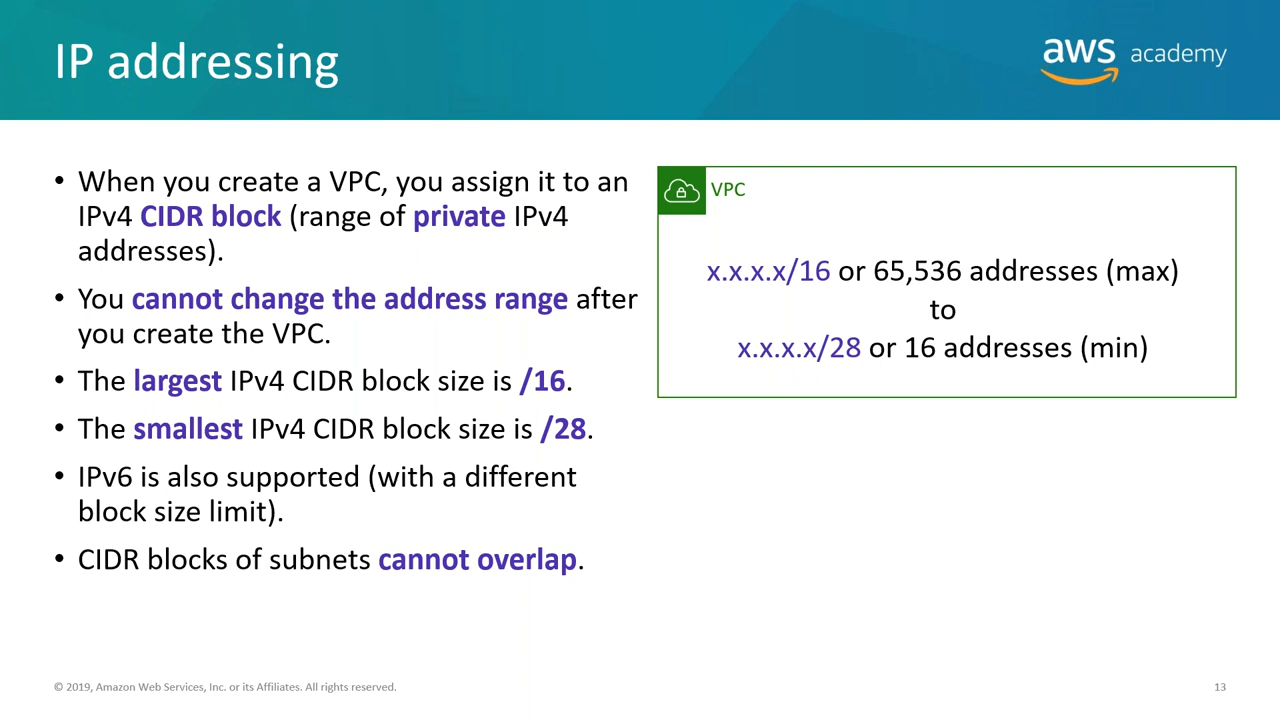 IP addressing
aws academy
• When you create a VPC, you assign it to an
IPv4 CIDR block (range of private IPv4
addresses).
• You cannot change the address range after
you create the VPC.
• The largest IPv4 CIDR block size is /16.
• The smallest IPv4 CIDR block size is /28.
• IPv6 is also supported (with a different
block size limit).
• CIDR blocks of subnets cannot overlap.
VPC
x.x.x.x/16 or 65,536 addresses (max)
to
x.x.x.x/28 or 16 addresses (min)
© 2019, Amazon Web Services, Inc. or its Affiliates. All rights reserved.
13